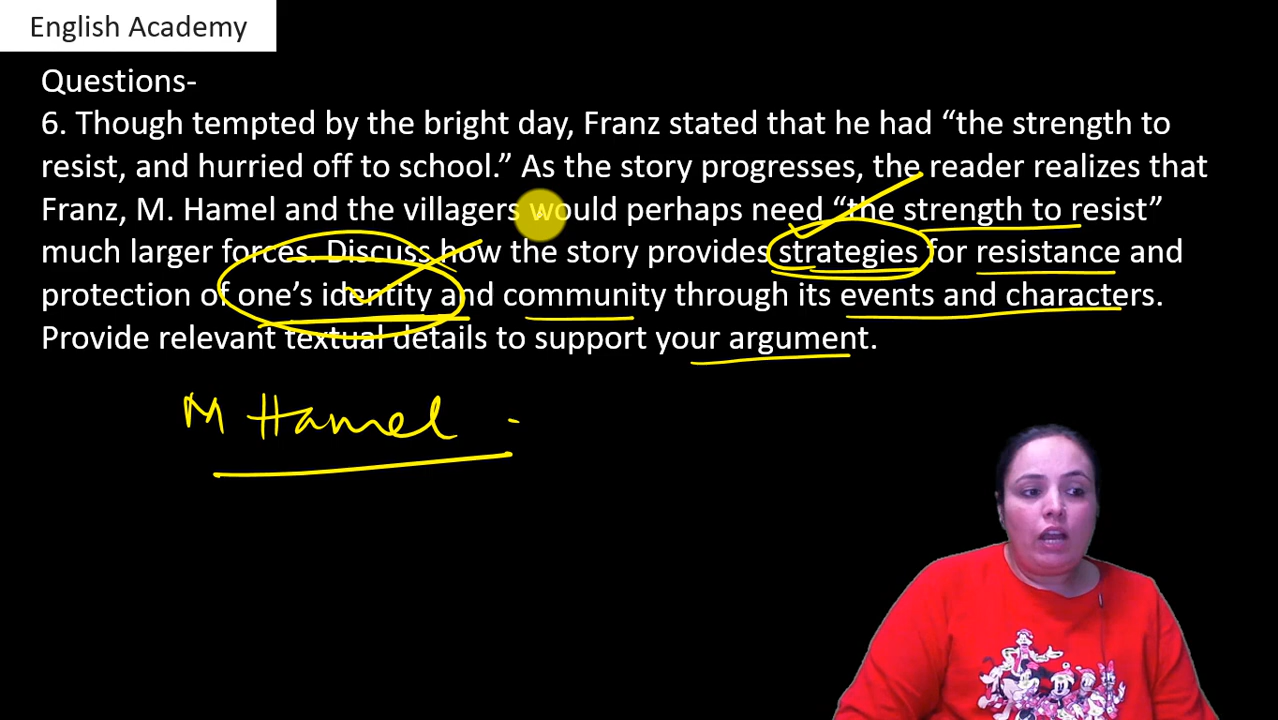 English Academy
Questions-
6. Though tempted by the bright day, Franz stated that he had “the strength to
resist, and hurried off to school.” As the story progresses, the reader realizes that
Franz, M. Hamel and the villagers would perhaps need “the strength to resist”
much larger forces. Discuss how the story provides strategies for resistance and
protection of one’s identity and community through its events and characters.
Provide relevant textual details to support your argument.
M Hamel -